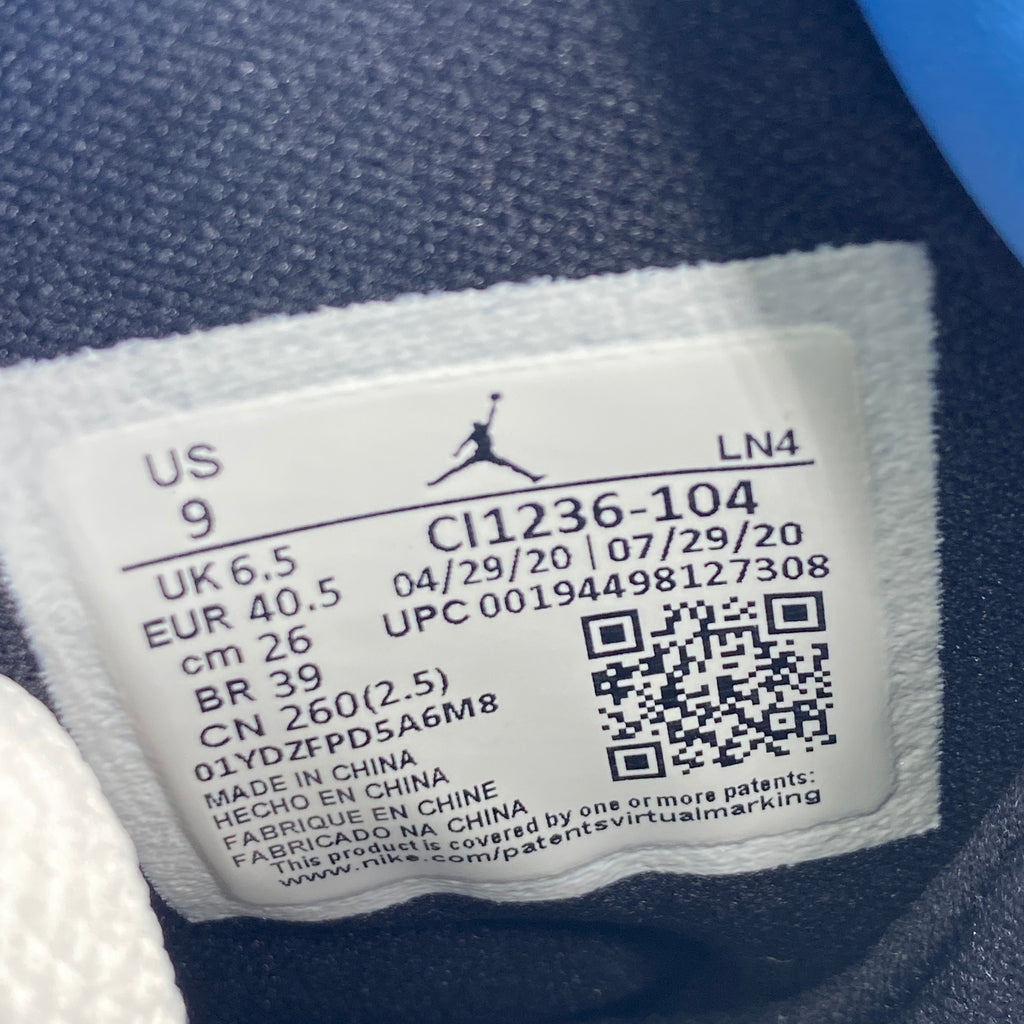 US
9
LN4
UK 6.5
EUR 40.5
cm 26
BR 39
CN 260(2.5)
01YDZFPD5A6M8
CI1236-104
04/29/20 | 07/29/20
UPC 00194498127308
MADE IN CHINA
HECHO EN CHINA
FABRIQUE EN CHINE
FABRICADO NA CHINA
This product is covered by one or more patents:
www.nike.com/patentsvirtualmarking